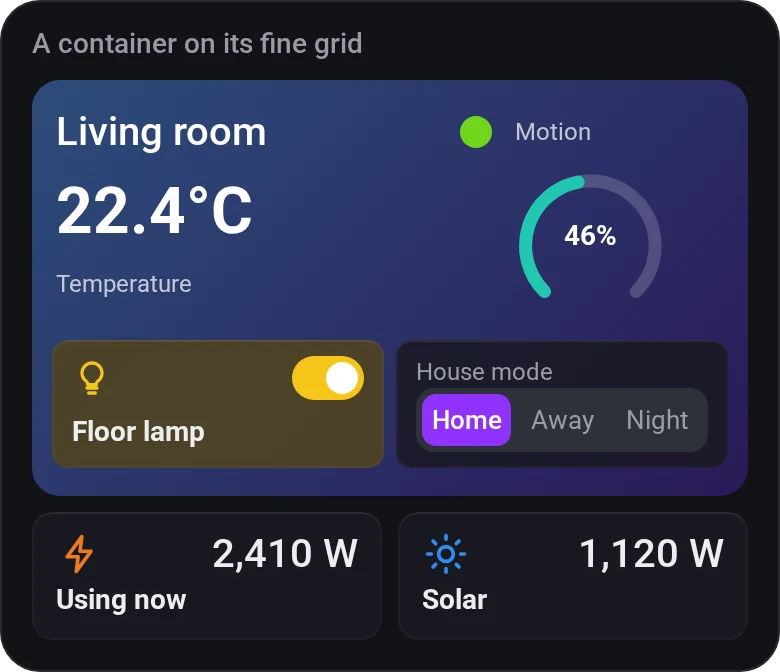 A container on its fine grid
Living room
Motion
22.4°C
46%
Temperature
Floor lamp
House mode
Home Away Night
2,410 W
Using now
1,120 W
Solar